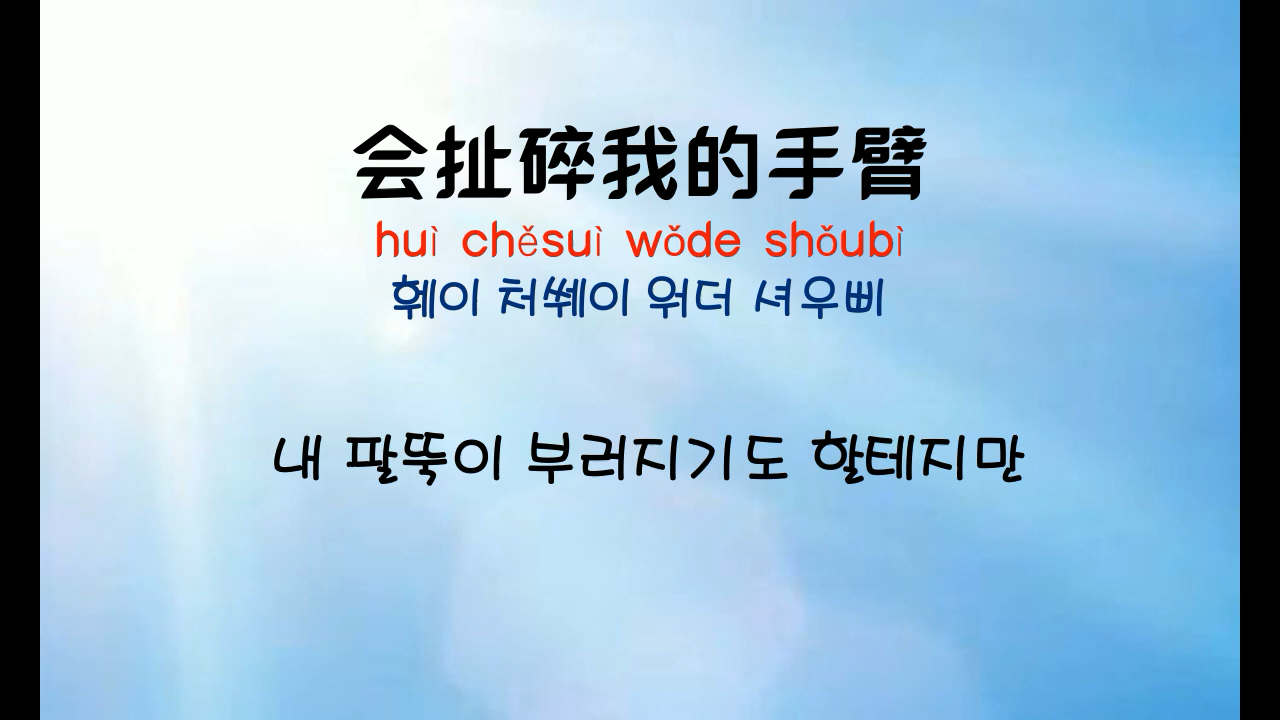 会扯碎我的手臂
huì chěsuì wǒde shǒubì
훼이 처쒜이 워더 셔우삐
내 팔뚝이 부러지기도 할테지만